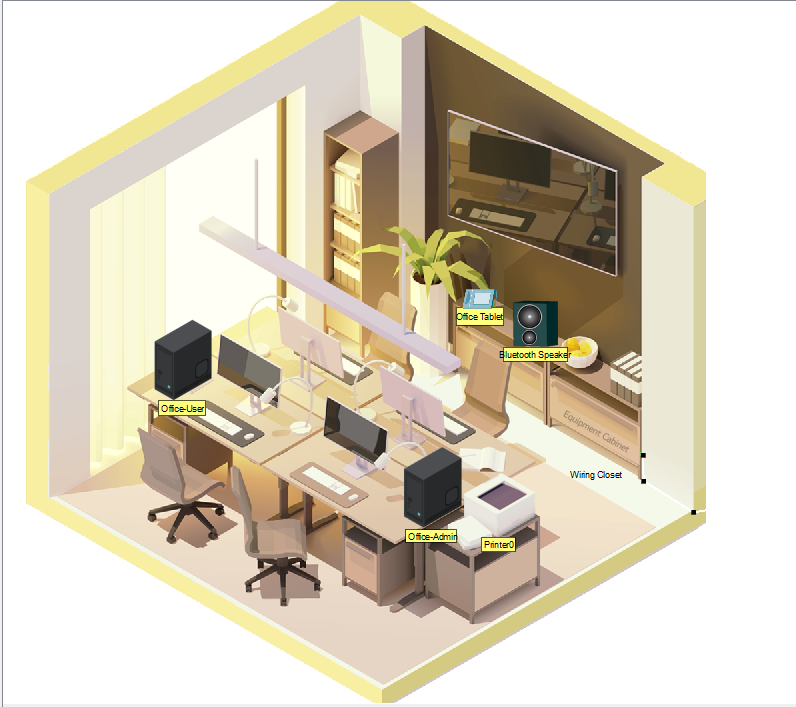 Office Tablet
Bluetooth Speaker
Equipment Cabinet
Office-User
Wiring Closet
Office-Admin
Printer0